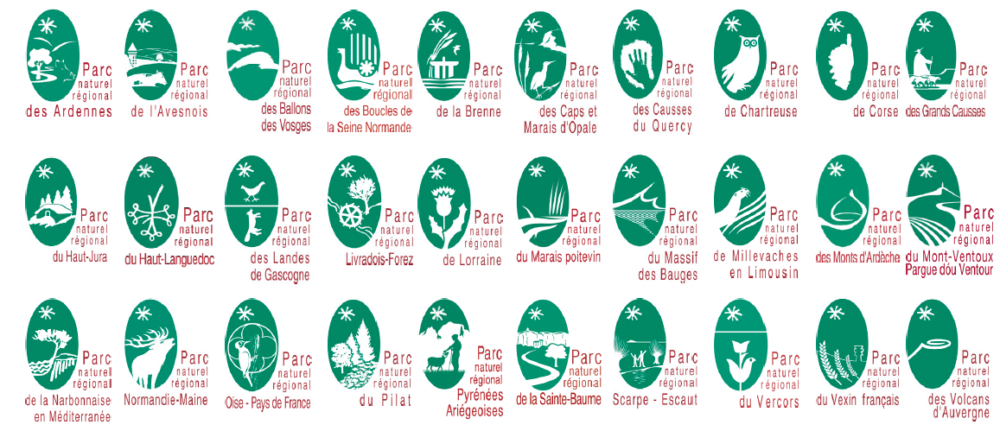 Parc
naturel
régional
des Ardennes
Parc
naturel
régional
de l'Avesnois
Parc
naturel
régional
des Ballons
des Vosges
Parc
naturel
régional
des Boucles de
la Seine Normande
Parc
naturel
régional
de la Brenne
Parc
naturel
régional
des Caps et
Marais d'Opale
Parc
naturel
régional
des Causses
du Quercy
Parc
naturel
régional
de Chartreuse
Parc
naturel
régional
de Corse
Parc
naturel
régional
des Grands Causses
Parc
naturel
régional
du Haut-Jura
Parc
naturel
régional
du Haut-Languedoc
Parc
naturel
régional
des Landes
de Gascogne
Parc
naturel
régional
Livradois-Forez
Parc
naturel
régional
de Lorraine
Parc
naturel
régional
du Marais poitevin
Parc
naturel
régional
du Massif
des Bauges
Parc
naturel
régional
de Millevaches
en Limousin
Parc
naturel
régional
des Monts d'Ardèche
Parc
naturel
régional
du Mont-Ventoux
Pargue dóu Ventour
Parc
naturel
régional
de la Narbonnaise
en Méditerranée
Parc
naturel
régional
Normandie-Maine
Parc
naturel
régional
Oise - Pays de France
Parc
naturel
régional
du Pilat
Parc
naturel
régional
Pyrénées
Ariégeoises
Parc
naturel
régional
de la Sainte-Baume
Parc
naturel
régional
Scarpe - Escaut
Parc
naturel
régional
du Vercors
Parc
naturel
régional
du Vexin français
Parc
naturel
régional
des Volcans
d'Auvergne